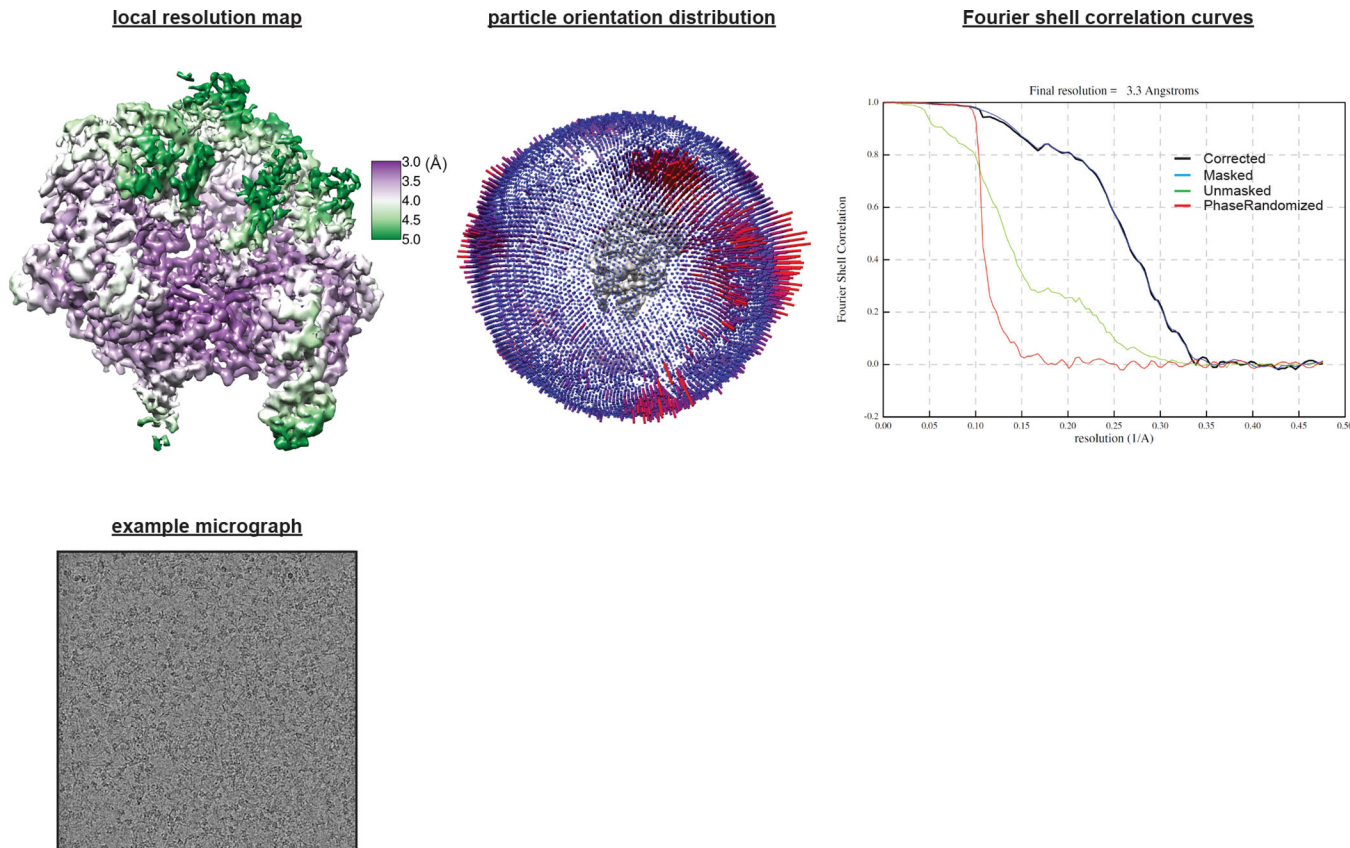 local resolution map
particle orientation distribution
Fourier shell correlation curves
3.0 (Å)
3.5
4.0
4.5
5.0
Final resolution = 3.3 Angstroms
1.0
0.8
0.6
0.4
0.2
0.0
-0.2
Fourier Shell Correlation
Corrected
Masked
Unmasked
PhaseRandomized
0.00 0.05 0.10 0.15 0.20 0.25 0.30 0.35 0.40 0.45 0.50
resolution (1/A)
example micrograph